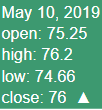 May 10, 2019
open: 75.25
high: 76.2
low: 74.66
close: 76 ▲